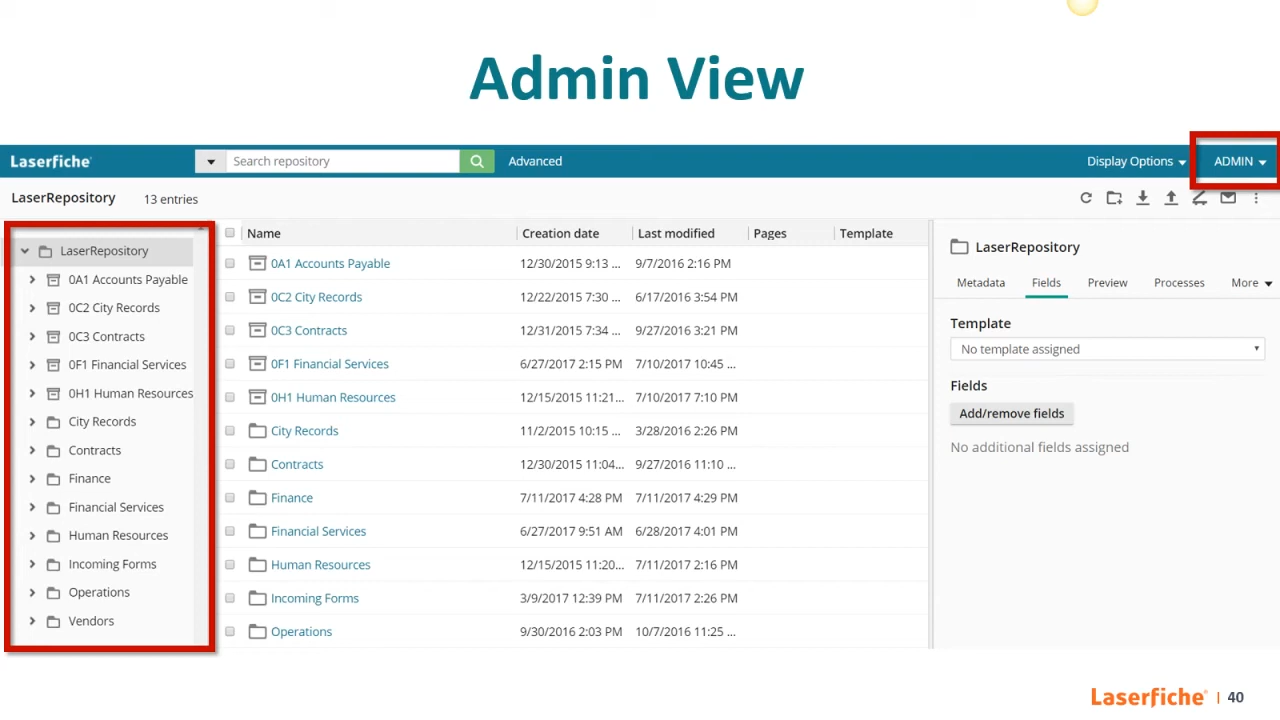 Admin View
Laserfiche
Search repository
Advanced
Display Options
ADMIN
LaserRepository
13 entries
LaserRepository
0A1 Accounts Payable
0C2 City Records
0C3 Contracts
0F1 Financial Services
0H1 Human Resources
City Records
Contracts
Finance
Financial Services
Human Resources
Incoming Forms
Operations
Vendors
Name Creation date Last modified Pages Template
0A1 Accounts Payable 12/30/2015 9:13 ... 9/7/2016 2:16 PM
0C2 City Records 12/22/2015 7:30 ... 6/17/2016 3:54 PM
0C3 Contracts 12/31/2015 7:34 ... 9/27/2016 3:21 PM
0F1 Financial Services 6/27/2017 2:15 PM 7/10/2017 10:45 ...
0H1 Human Resources 12/15/2015 11:21... 7/10/2017 7:10 PM
City Records 11/2/2015 10:15 ... 3/28/2016 2:26 PM
Contracts 12/30/2015 11:04... 9/27/2016 11:10 ...
Finance 7/11/2017 4:28 PM 7/11/2017 4:29 PM
Financial Services 6/27/2017 9:51 AM 6/28/2017 4:01 PM
Human Resources 12/15/2015 11:20... 7/11/2017 2:16 PM
Incoming Forms 3/9/2017 12:39 PM 7/11/2017 2:26 PM
Operations 9/30/2016 2:03 PM 10/7/2016 11:25 ...
LaserRepository
Metadata Fields Preview Processes More
Template
No template assigned
Fields
Add/remove fields
No additional fields assigned
Laserfiche® | 40